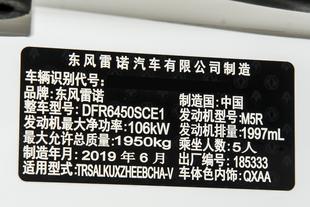 东风雷诺汽车有限公司制造
车辆识别代号:
品牌:东风雷诺 制造国:中国
整车型号:DFR6450SCE1 发动机型号:M5R
发动机最大净功率:106kW 发动机排量:1997mL
最大允许总质量:1950kg 乘坐人数:5人
制造年月:2019年6月 出厂编号:185333
适用型式:TRSALKUXZHEEBCHA-V 车体色内饰:QXAA